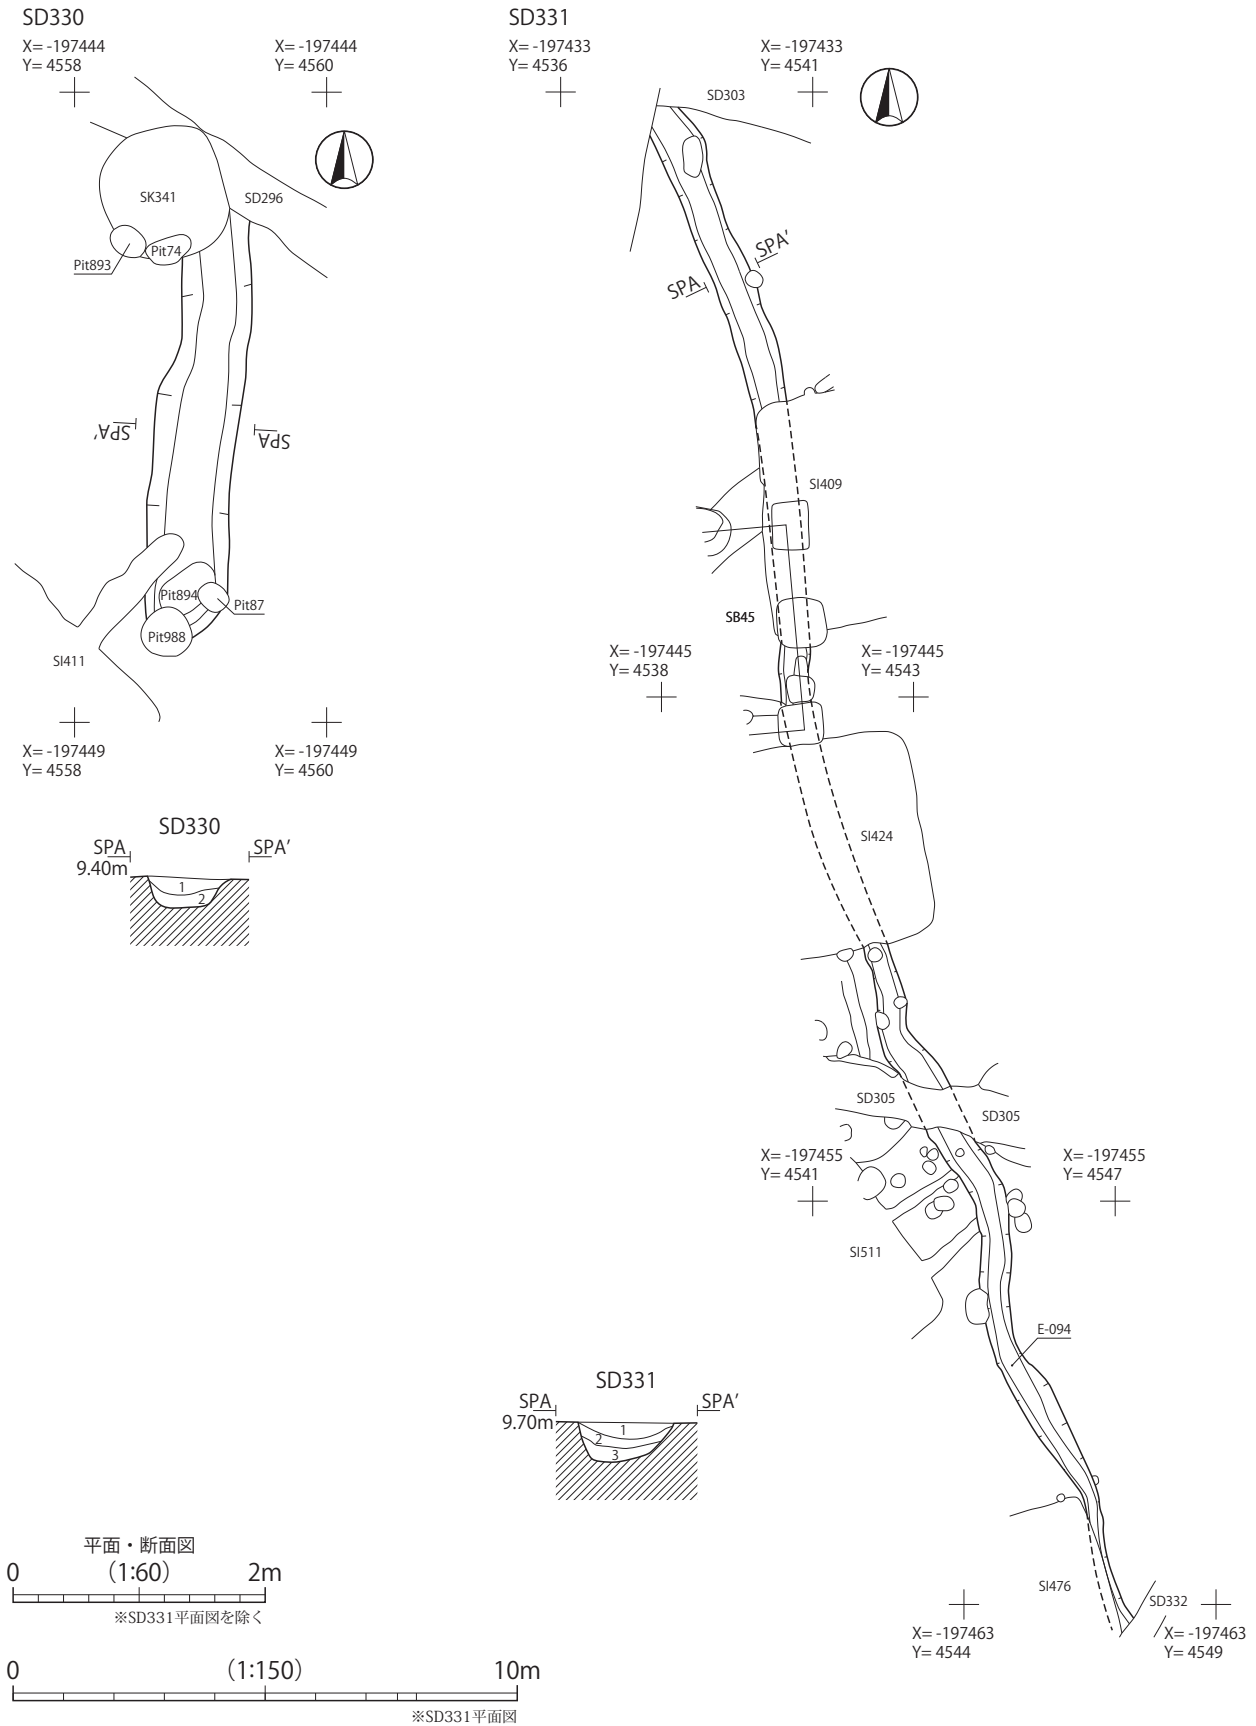 SD330
X= -197444
Y= 4558
X= -197444
Y= 4560
SK341
SD296
Pit893
Pit74
SPA'
SPA
Pit894
Pit87
Pit988
SI411
X= -197449
Y= 4558
X= -197449
Y= 4560
SD330
SPA
SPA'
9.40m
1
2
SD331
X= -197433
Y= 4536
X= -197433
Y= 4541
SD303
SPA'
SPA
SI409
SB45
X= -197445
Y= 4538
X= -197445
Y= 4543
SI424
SD305
SD305
X= -197455
Y= 4541
X= -197455
Y= 4547
SI511
E-094
SI476
SD332
X= -197463
Y= 4544
X= -197463
Y= 4549
SD331
SPA
SPA'
9.70m
1
2
3
平面・断面図
0 (1:60) 2m
※SD331平面図を除く
0 (1:150) 10m
※SD331平面図